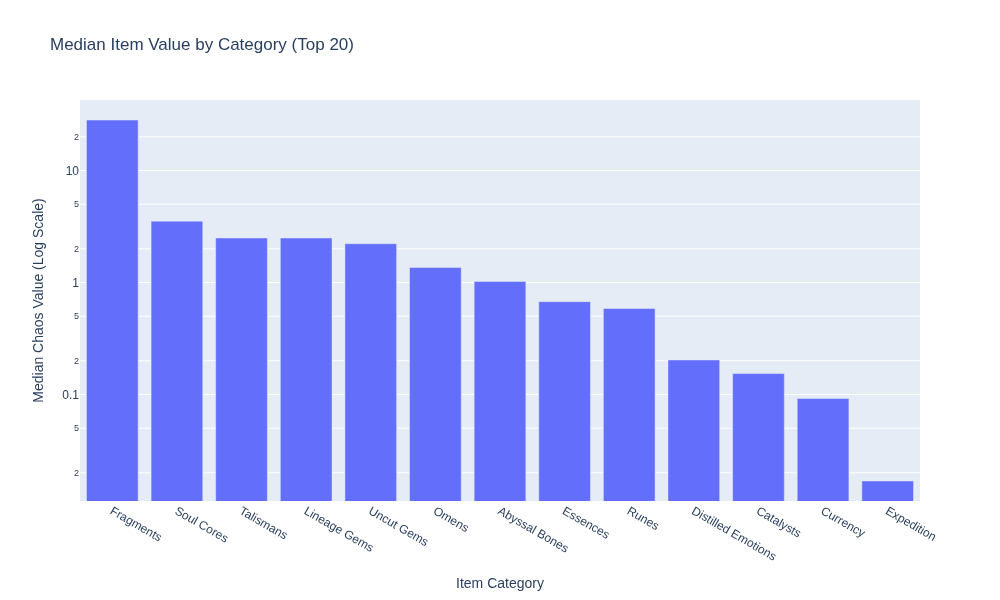 Median Item Value by Category (Top 20)
Median Chaos Value (Log Scale)
2
10
5
2
1
5
2
0.1
5
2
Fragments
Soul Cores
Talismans
Lineage Gems
Uncut Gems
Omens
Abyssal Bones
Essences
Runes
Distilled Emotions
Catalysts
Currency
Expedition
Item Category